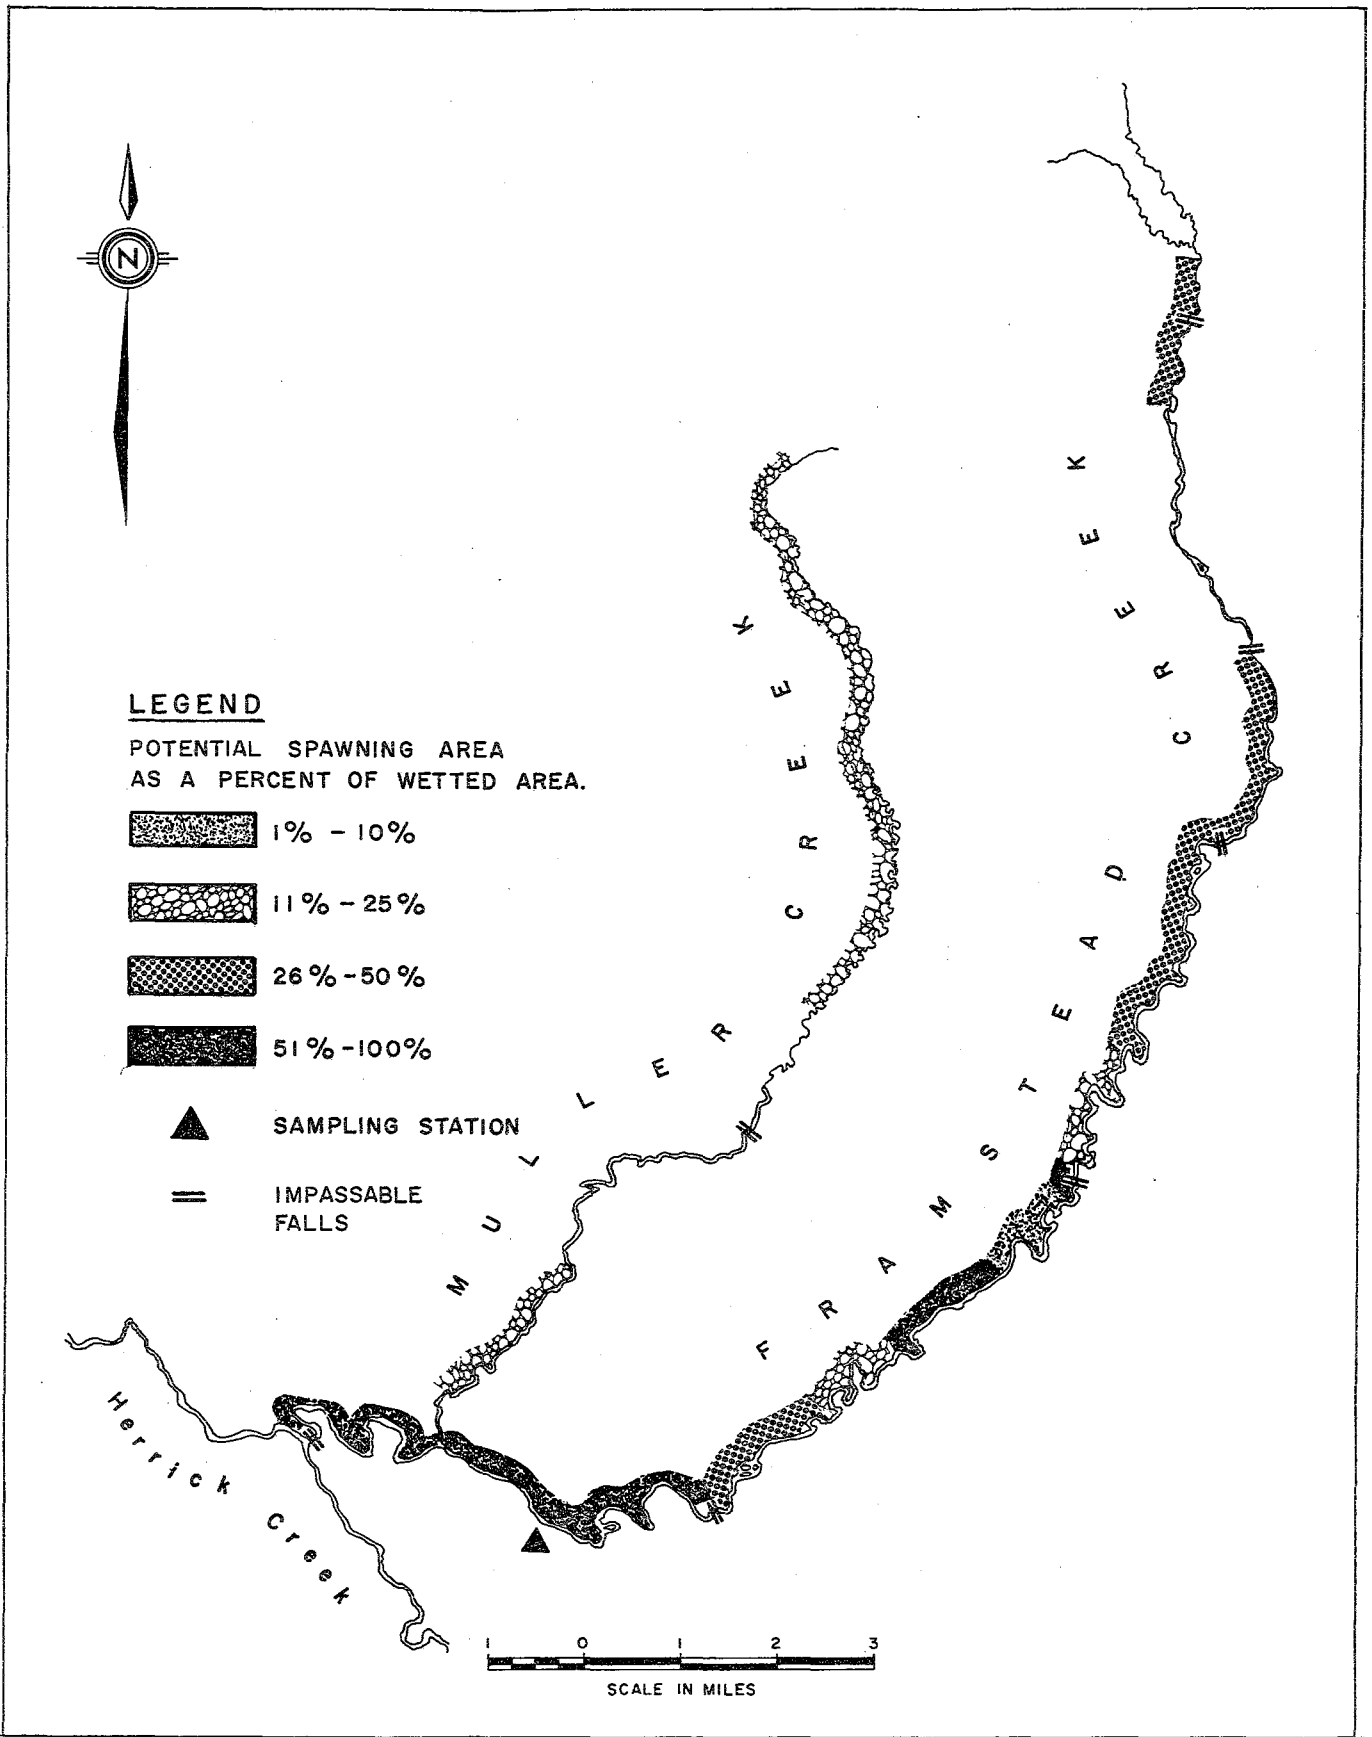 N
LEGEND
POTENTIAL SPAWNING AREA
AS A PERCENT OF WETTED AREA.
1% - 10%
11% - 25%
26% - 50%
51% - 100%
SAMPLING STATION
IMPASSABLE
FALLS
MULLER CREEK
FRAMSTEAD CREEK
Herrick Creek
1 0 1 2 3
SCALE IN MILES